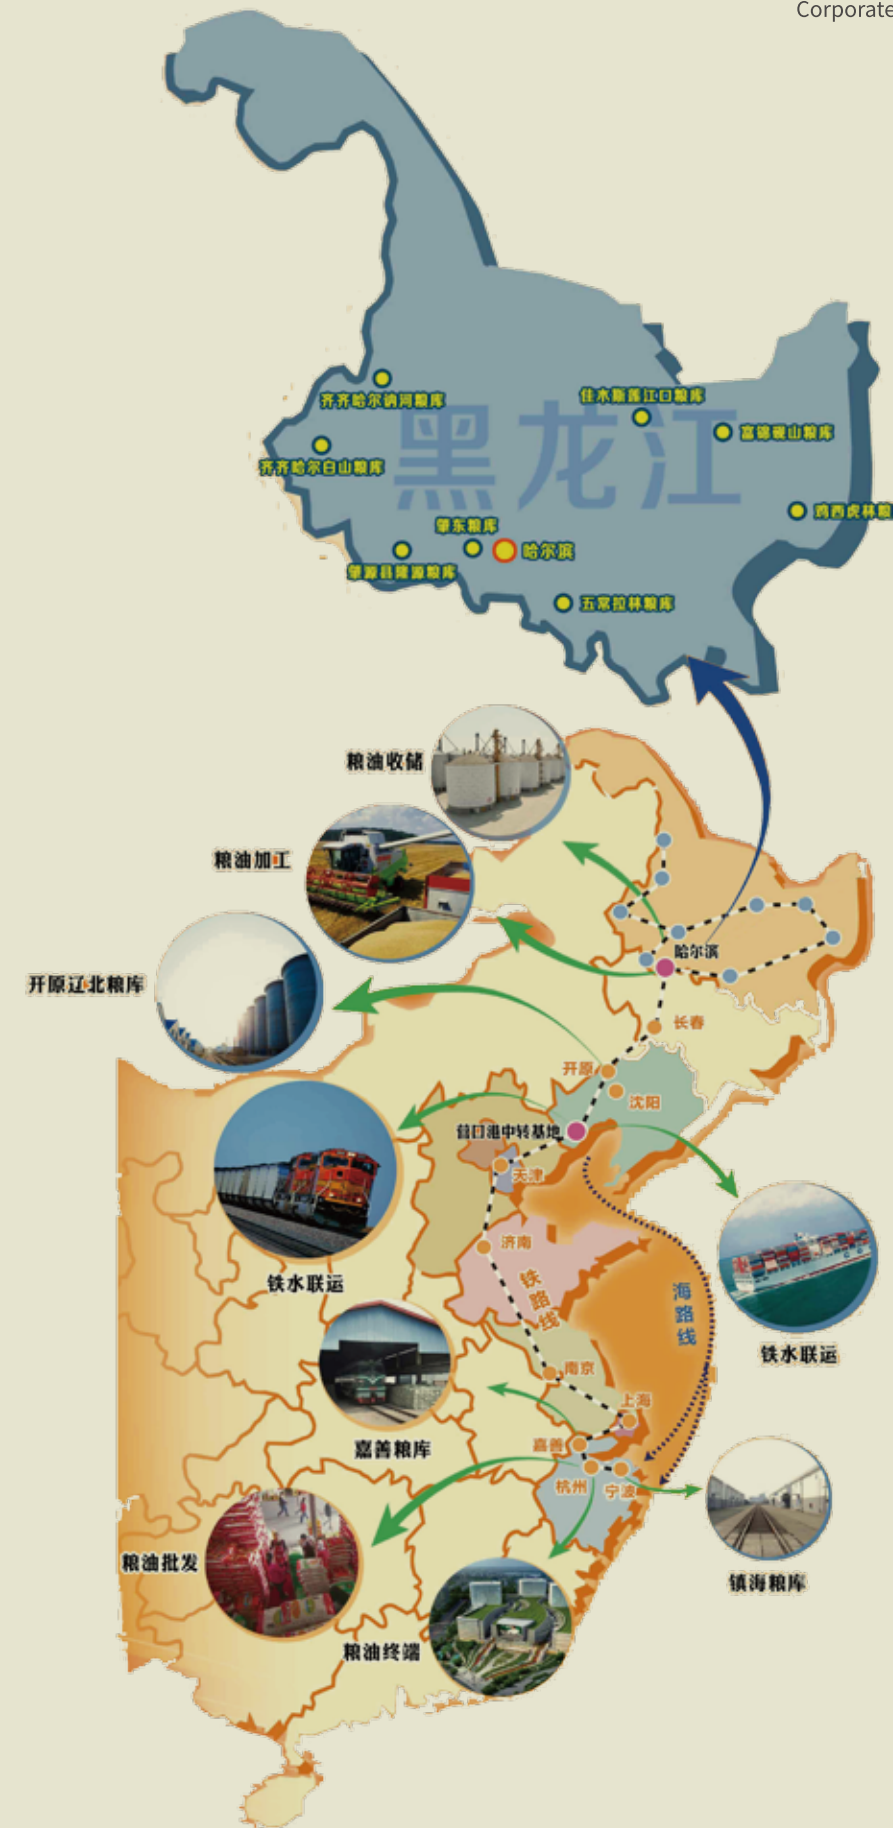 Corporate
齐齐哈尔讷河粮库
佳木斯莲江口粮库
黑龙江
富锦砚山粮库
齐齐哈尔白山粮库
鸡西虎林粮
肇东粮库
哈尔滨
肇源县隆源粮库
五常拉林粮库
粮油收储
粮油加工
哈尔滨
开原辽北粮库
长春
开原
沈阳
营口港中转基地
天津
济南
铁路线
铁水联运
海路线
铁水联运
南京
上海
嘉善
嘉善粮库
杭州
宁波
粮油批发
镇海粮库
粮油终端